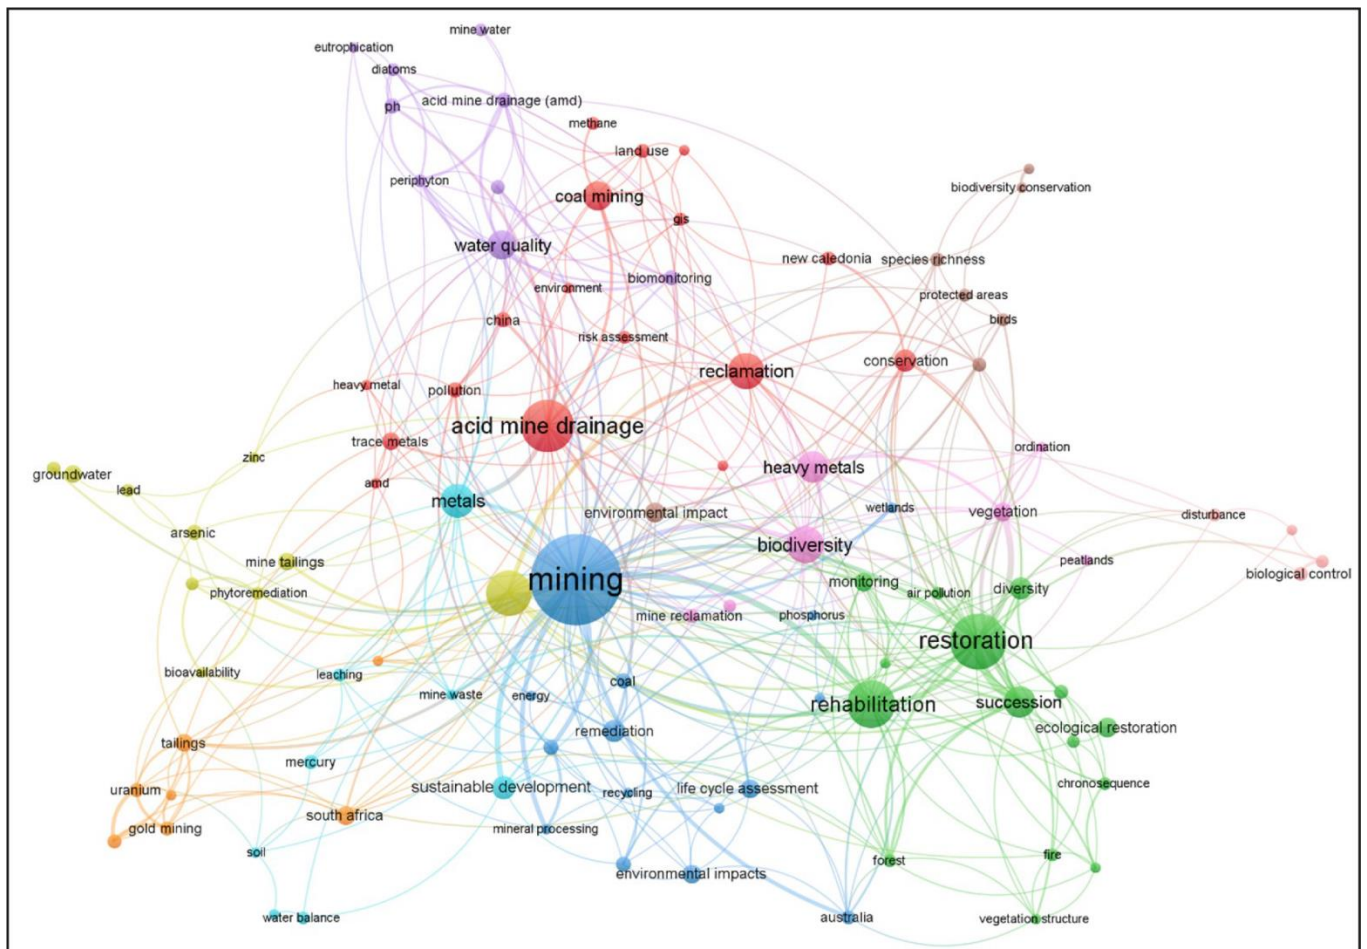 mine water
eutrophication
diatoms
acid mine drainage (amd)
ph
methane
land use
periphyton
biodiversity conservation
coal mining
gis
water quality
new caledonia
species richness
biomonitoring
environment
protected areas
china
birds
risk assessment
conservation
reclamation
heavy metal
pollution
acid mine drainage
trace metals
ordination
zinc
heavy metals
groundwater
amd
lead
metals
wetlands
environmental impact
vegetation
disturbance
arsenic
biodiversity
mine tailings
peatlands
biological control
mining
monitoring
diversity
phytoremediation
air pollution
mine reclamation
phosphorus
restoration
bioavailability
leaching
coal
mine waste
energy
rehabilitation
succession
ecological restoration
remediation
tailings
mercury
chronosequence
sustainable development
life cycle assessment
uranium
recycling
south africa
gold mining
mineral processing
soil
fire
forest
environmental impacts
water balance
australia
vegetation structure